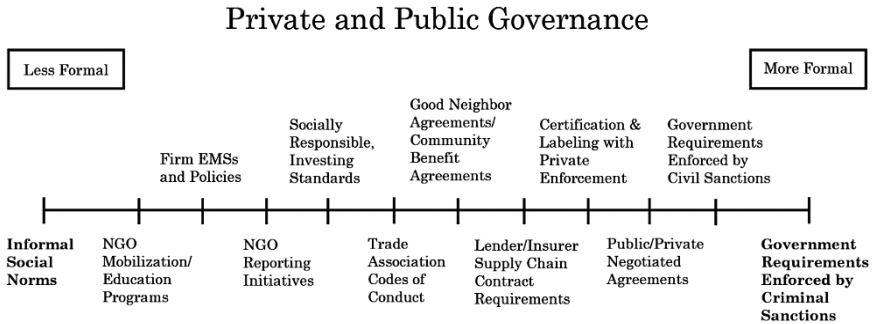 Private and Public Governance
Less Formal
More Formal
Firm EMSs
and Policies
Socially
Responsible,
Investing
Standards
Good Neighbor
Agreements/
Community
Benefit
Agreements
Certification &
Labeling with
Private
Enforcement
Government
Requirements
Enforced by
Civil Sanctions
Informal
Social
Norms
NGO
Mobilization/
Education
Programs
NGO
Reporting
Initiatives
Trade
Association
Codes of
Conduct
Lender/Insurer
Supply Chain
Contract
Requirements
Public/Private
Negotiated
Agreements
Government
Requirements
Enforced by
Criminal
Sanctions